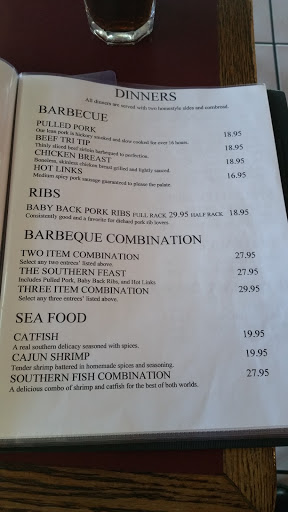 DINNERS
All dinners are served with two homestyle sides and cornbread.
BARBECUE
PULLED PORK 18.95
Our lean pork is hickory smoked and slow cooked for over 16 hours.
BEEF TRI TIP 18.95
Thinly sliced beef sirloin barbequed to perfection.
CHICKEN BREAST 18.95
Boneless, skinless chicken breast grilled and lightly sauced.
HOT LINKS 16.95
Medium spicy pork sausage guaranteed to please the palate.
RIBS
BABY BACK PORK RIBS FULL RACK 29.95 HALF RACK 18.95
Consistently good and a favorite for diehard pork rib lovers.
BARBEQUE COMBINATION
TWO ITEM COMBINATION 27.95
Select any two entrees' listed above.
THE SOUTHERN FEAST 27.95
Includes Pulled Pork, Baby Back Ribs, and Hot Links
THREE ITEM COMBINATION 29.95
Select any three entrees' listed above.
SEA FOOD
CATFISH 19.95
A real southern delicacy seasoned with spices.
CAJUN SHRIMP 19.95
Tender shrimp battered in homemade spices and seasoning.
SOUTHERN FISH COMBINATION 27.95
A delicious combo of shrimp and catfish for the best of both worlds.